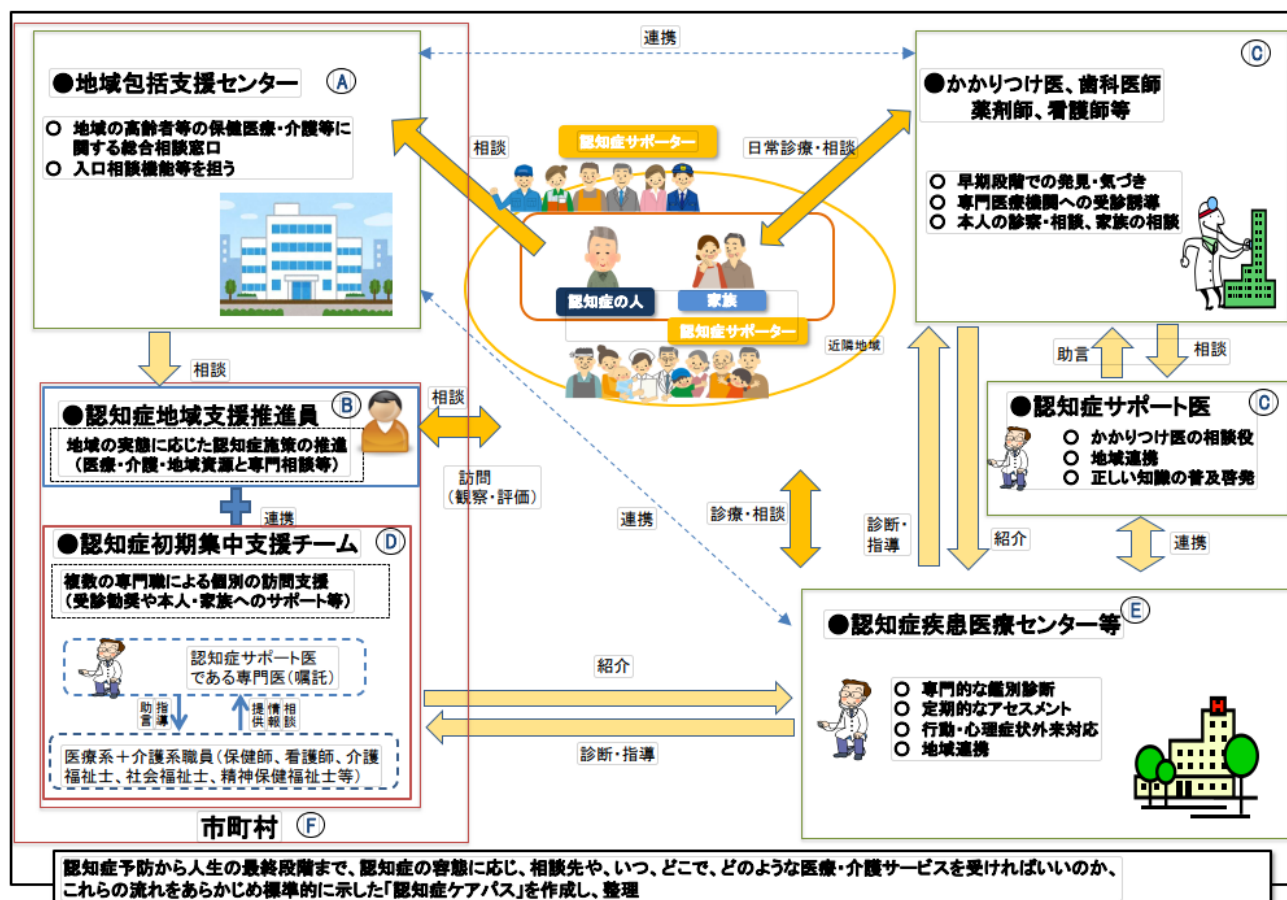 ●地域包括支援センター Ⓐ
○ 地域の高齢者等の保健医療・介護等に
関する総合相談窓口
○ 入口相談機能等を担う
連携
相談
認知症サポーター
日常診療・相談
認知症の人
家族
認知症サポーター
近隣地域
●かかりつけ医、歯科医師
薬剤師、看護師等
Ⓒ
○ 早期段階での発見・気づき
○ 専門医療機関への受診誘導
○ 本人の診察・相談、家族の相談
相談
●認知症地域支援推進員 Ⓑ
地域の実態に応じた認知症施策の推進
(医療・介護・地域資源と専門相談等)
相談
訪問
(観察・評価)
連携
●認知症初期集中支援チーム Ⓓ
複数の専門職による個別の訪問支援
(受診勧奨や本人・家族へのサポート等)
認知症サポート医
である専門医(嘱託)
指導
助言
相談
情報
提供
医療系+介護系職員(保健師、看護師、介護
福祉士、社会福祉士、精神保健福祉士等)
市町村 Ⓕ
連携
診療・相談
診断・
指導
紹介
助言
相談
●認知症サポート医 Ⓒ
○ かかりつけ医の相談役
○ 地域連携
○ 正しい知識の普及啓発
連携
紹介
診断・指導
●認知症疾患医療センター等 Ⓔ
○ 専門的な鑑別診断
○ 定期的なアセスメント
○ 行動・心理症状外来対応
○ 地域連携
H
認知症予防から人生の最終段階まで、認知症の容態に応じ、相談先や、いつ、どこで、どのような医療・介護サービスを受ければいいのか、
これらの流れをあらかじめ標準的に示した「認知症ケアパス」を作成し、整理